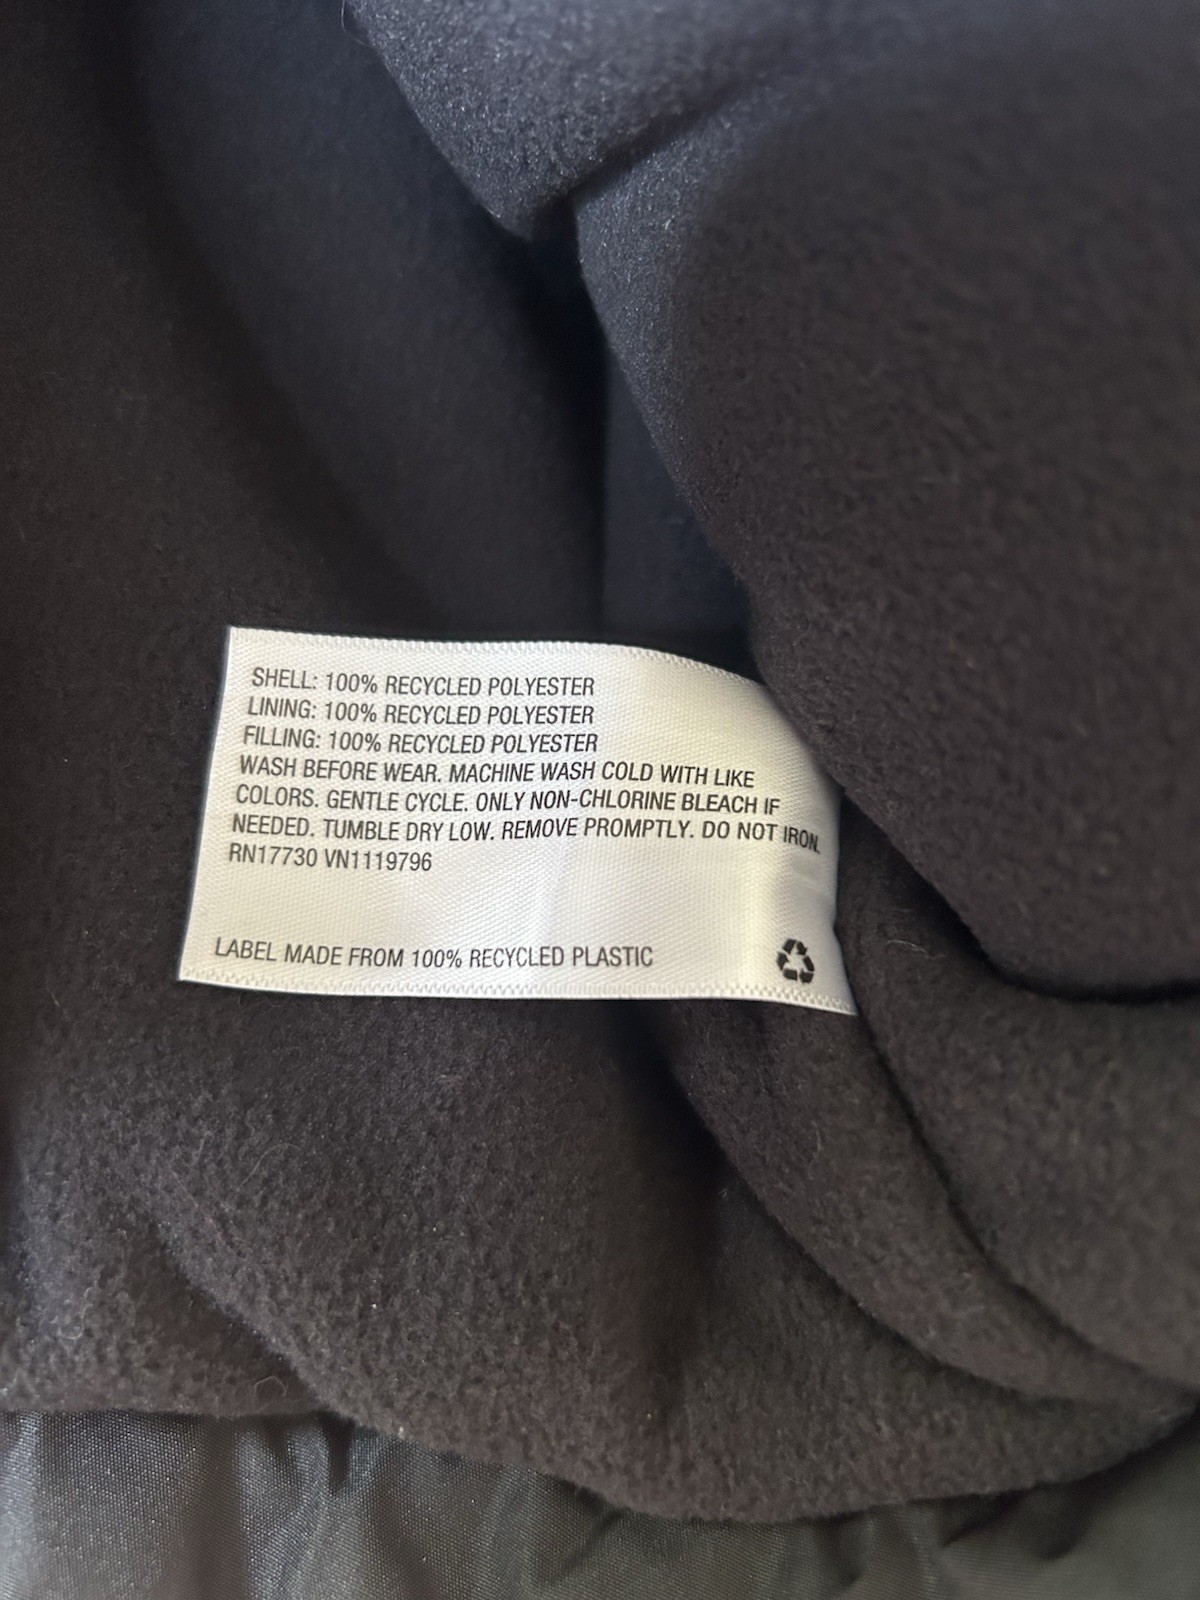 SHELL: 100% RECYCLED POLYESTER
LINING: 100% RECYCLED POLYESTER
FILLING: 100% RECYCLED POLYESTER
WASH BEFORE WEAR. MACHINE WASH COLD WITH LIKE
COLORS. GENTLE CYCLE. ONLY NON-CHLORINE BLEACH IF
NEEDED. TUMBLE DRY LOW. REMOVE PROMPTLY. DO NOT IRON.
RN17730 VN1119796
LABEL MADE FROM 100% RECYCLED PLASTIC